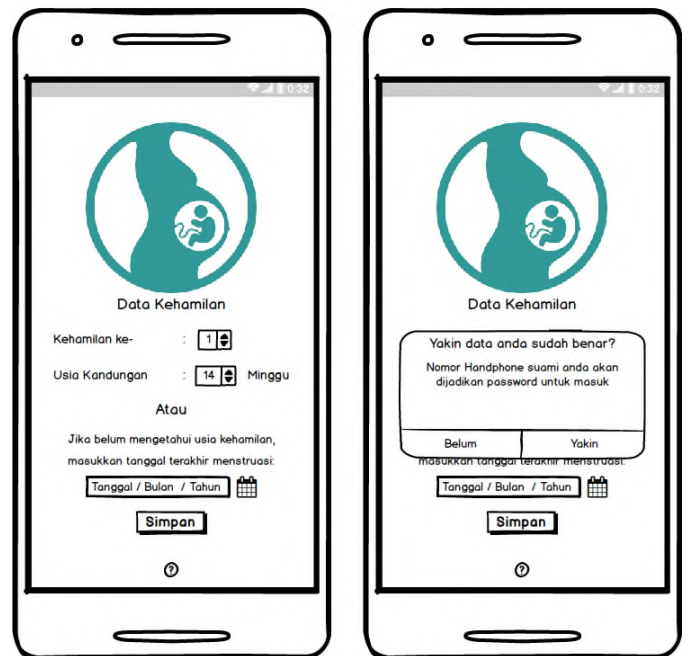 0:32
Data Kehamilan
Kehamilan ke- : 1
Usia Kandungan : 14 Minggu
Atau
Jika belum mengetahui usia kehamilan,
masukkan tanggal terakhir menstruasi:
Tanggal / Bulan / Tahun
Simpan
?
0:32
Data Kehamilan
Yakin data anda sudah benar?
Nomor Handphone suami anda akan
dijadikan password untuk masuk
Belum Yakin
masukkan tanggal terakhir menstruasi:
Tanggal / Bulan / Tahun
Simpan
?